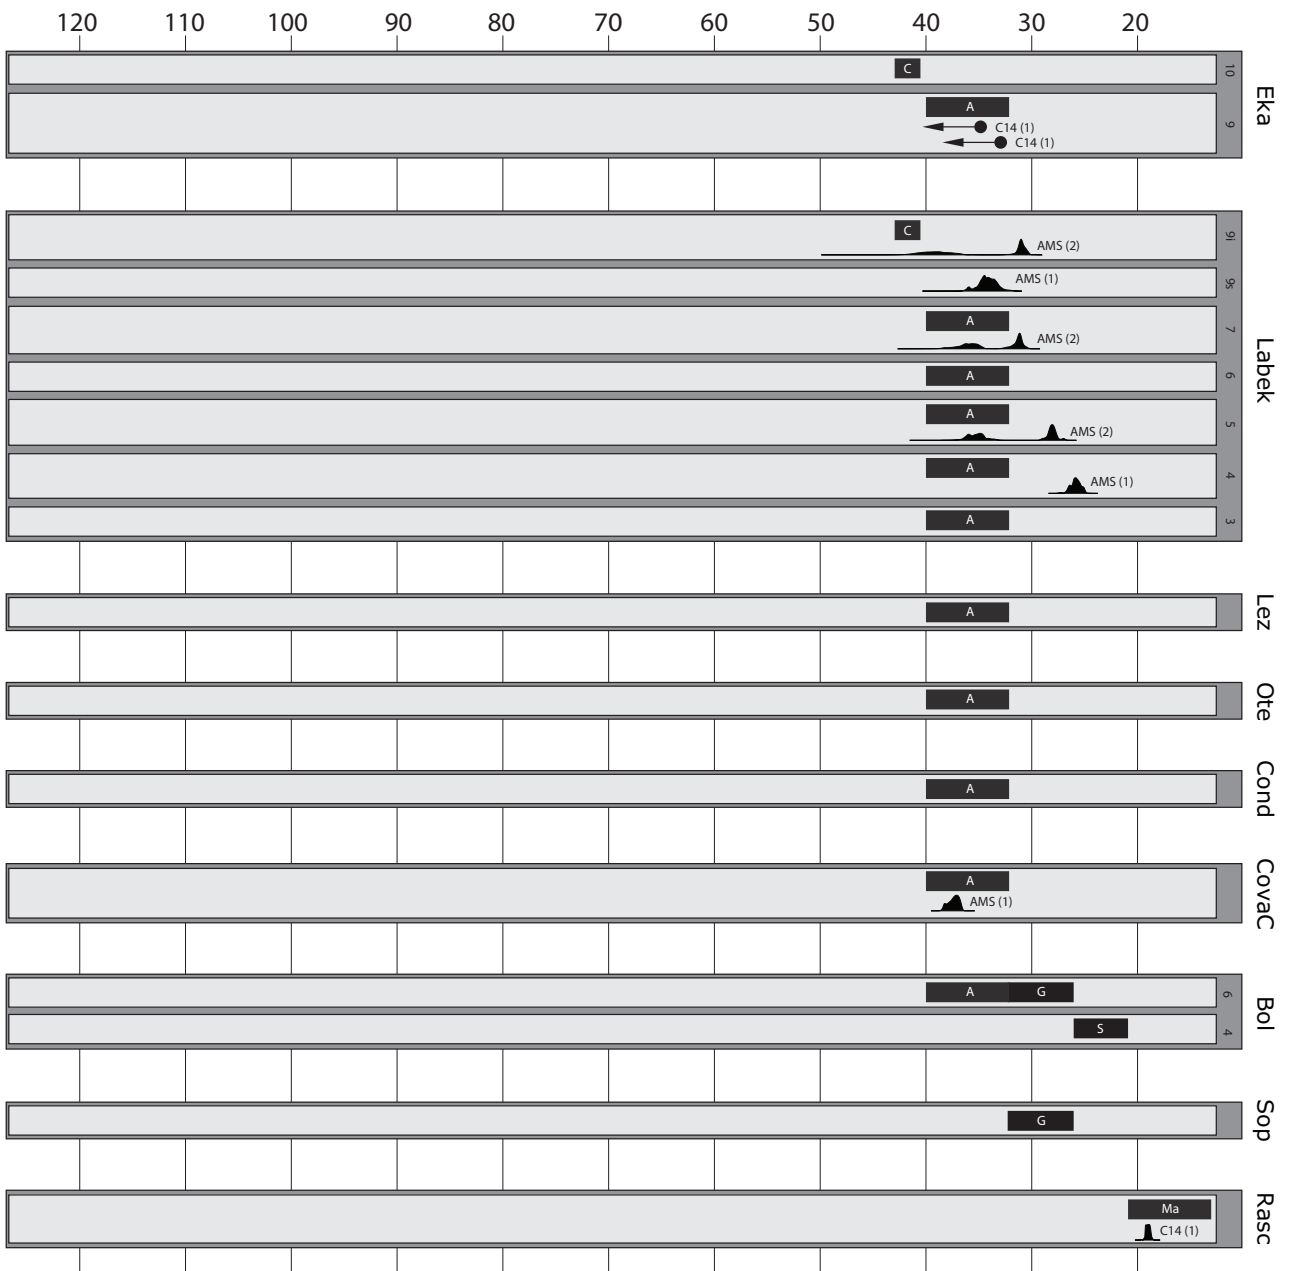 120 110 100 90 80 70 60 50 40 30 20
Eka
10
C
9
A
C14 (1)
C14 (1)
Labek
9i
C
AMS (2)
9s
AMS (1)
7
A
AMS (2)
6
A
5
A
AMS (2)
4
A
AMS (1)
3
A
Lez
A
Ote
A
Cond
A
CovaC
A
AMS (1)
Bol
6
A G
4
S
Sop
G
Rasc
Ma
C14 (1)